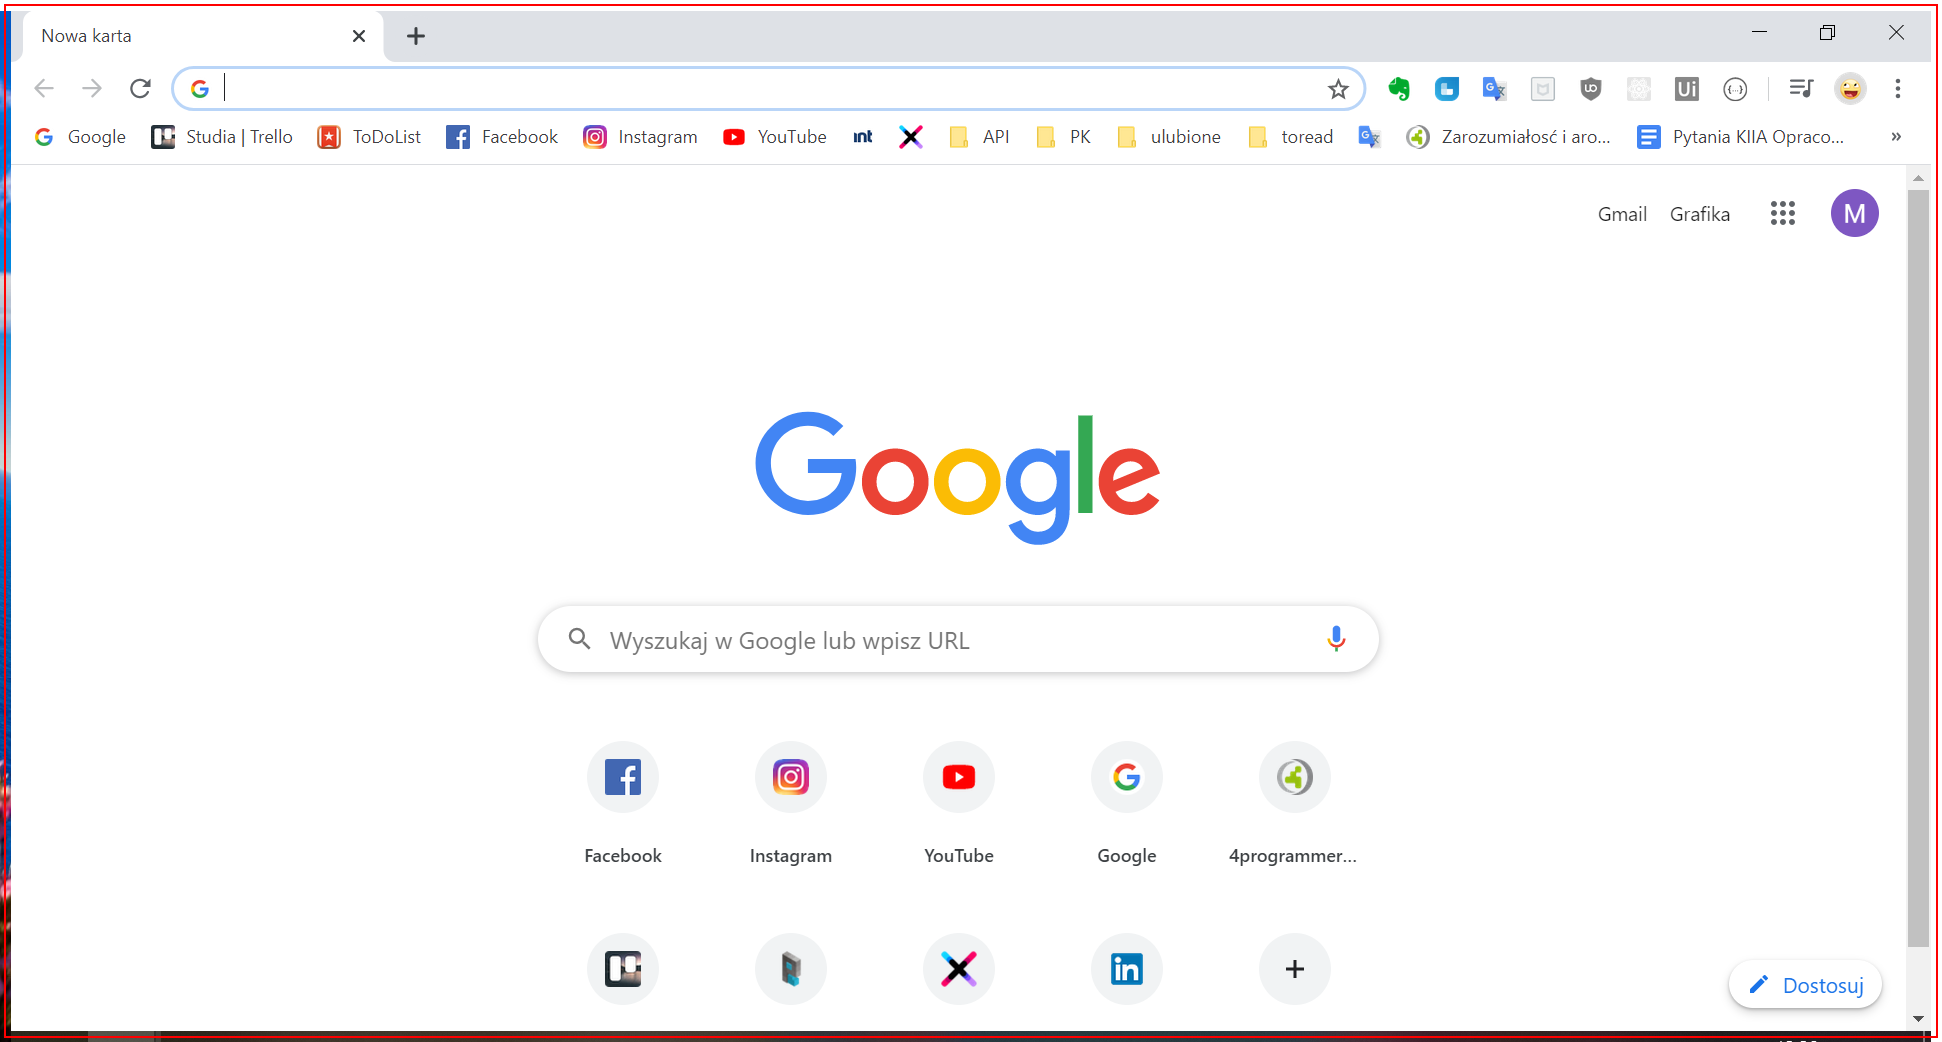 Nowa karta
Google Studia | Trello ToDoList Facebook Instagram YouTube int API PK ulubione toread Zarozumiałość i aro... Pytania KIIA Opraco... »
Gmail Grafika M
Google
Wyszukaj w Google lub wpisz URL
Facebook Instagram YouTube Google 4programmer...
in
Dostosuj